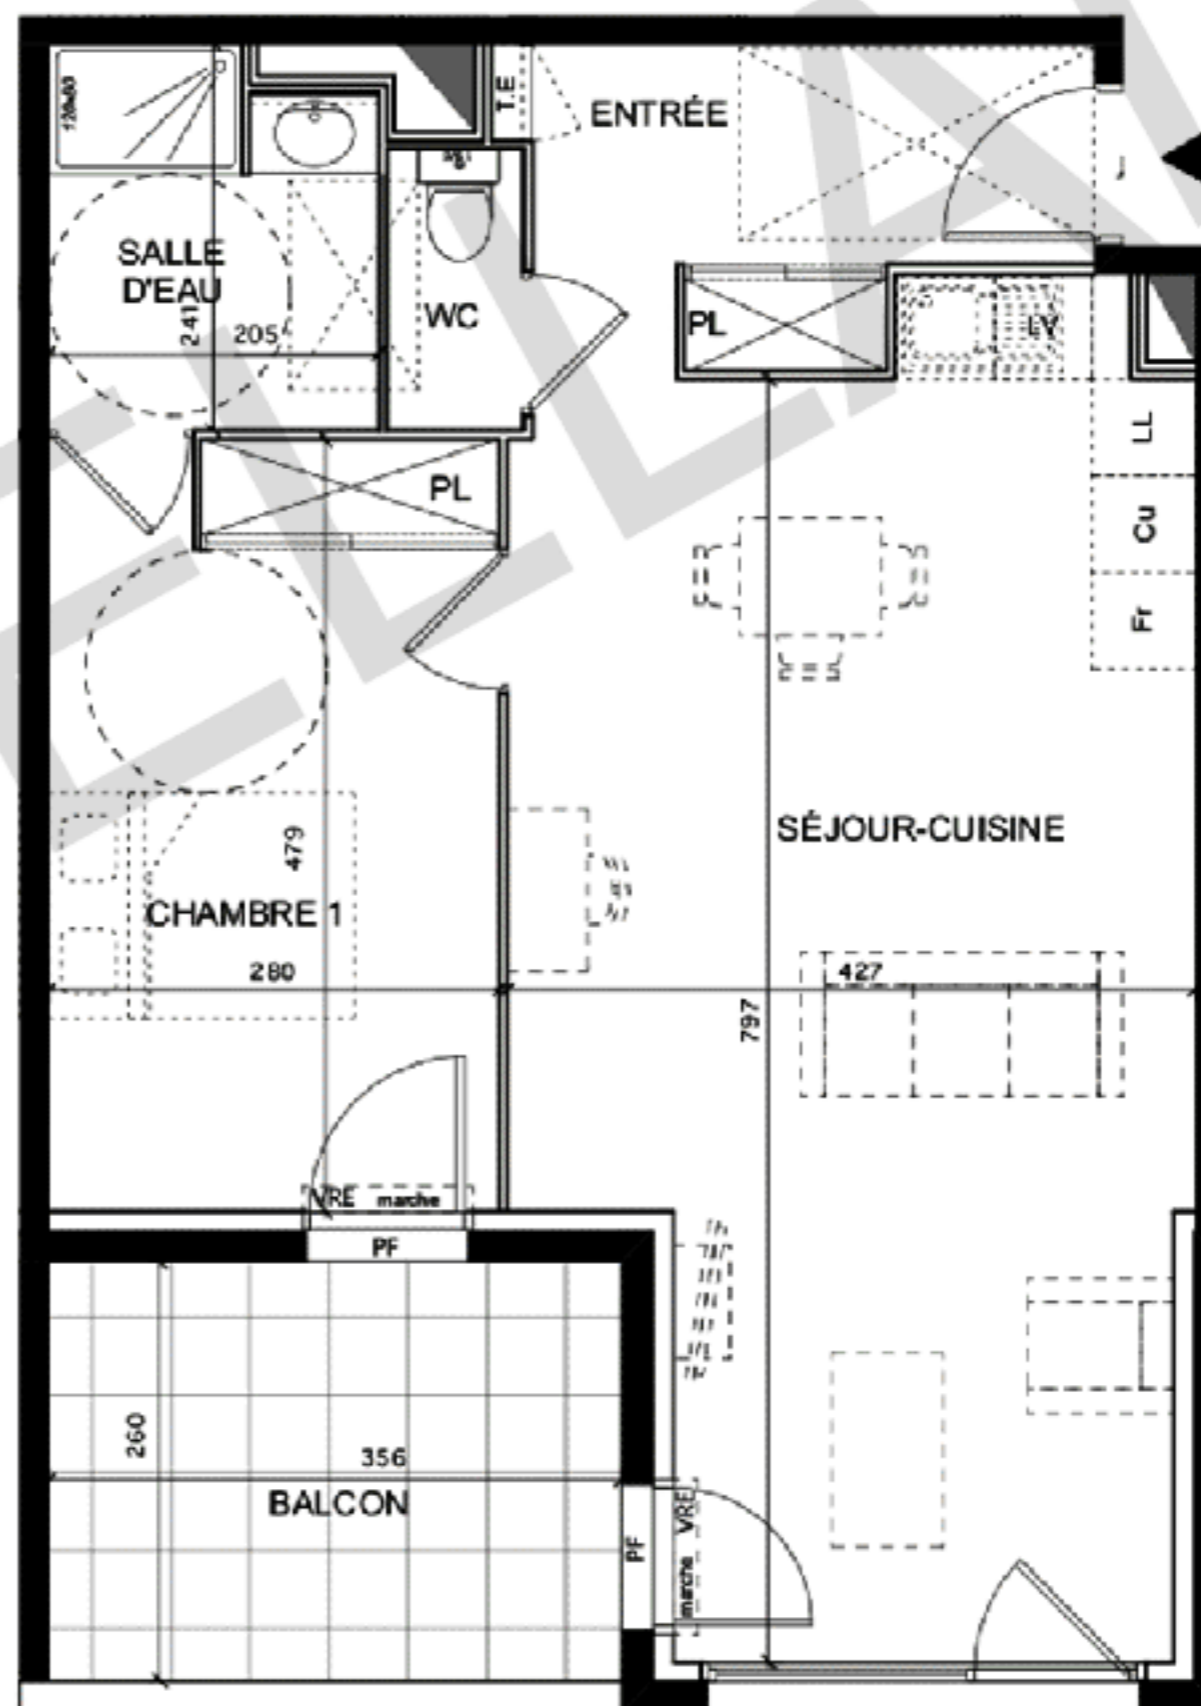 120x80
T.E
ENTRÉE
SALLE
D'EAU
241
205
WC
PL
LV
LL
PL
Cu
Fr
SÉJOUR-CUISINE
479
CHAMBRE 1
280
427
797
VRE marche
PF
260
356
BALCON
PF
VRE
marche